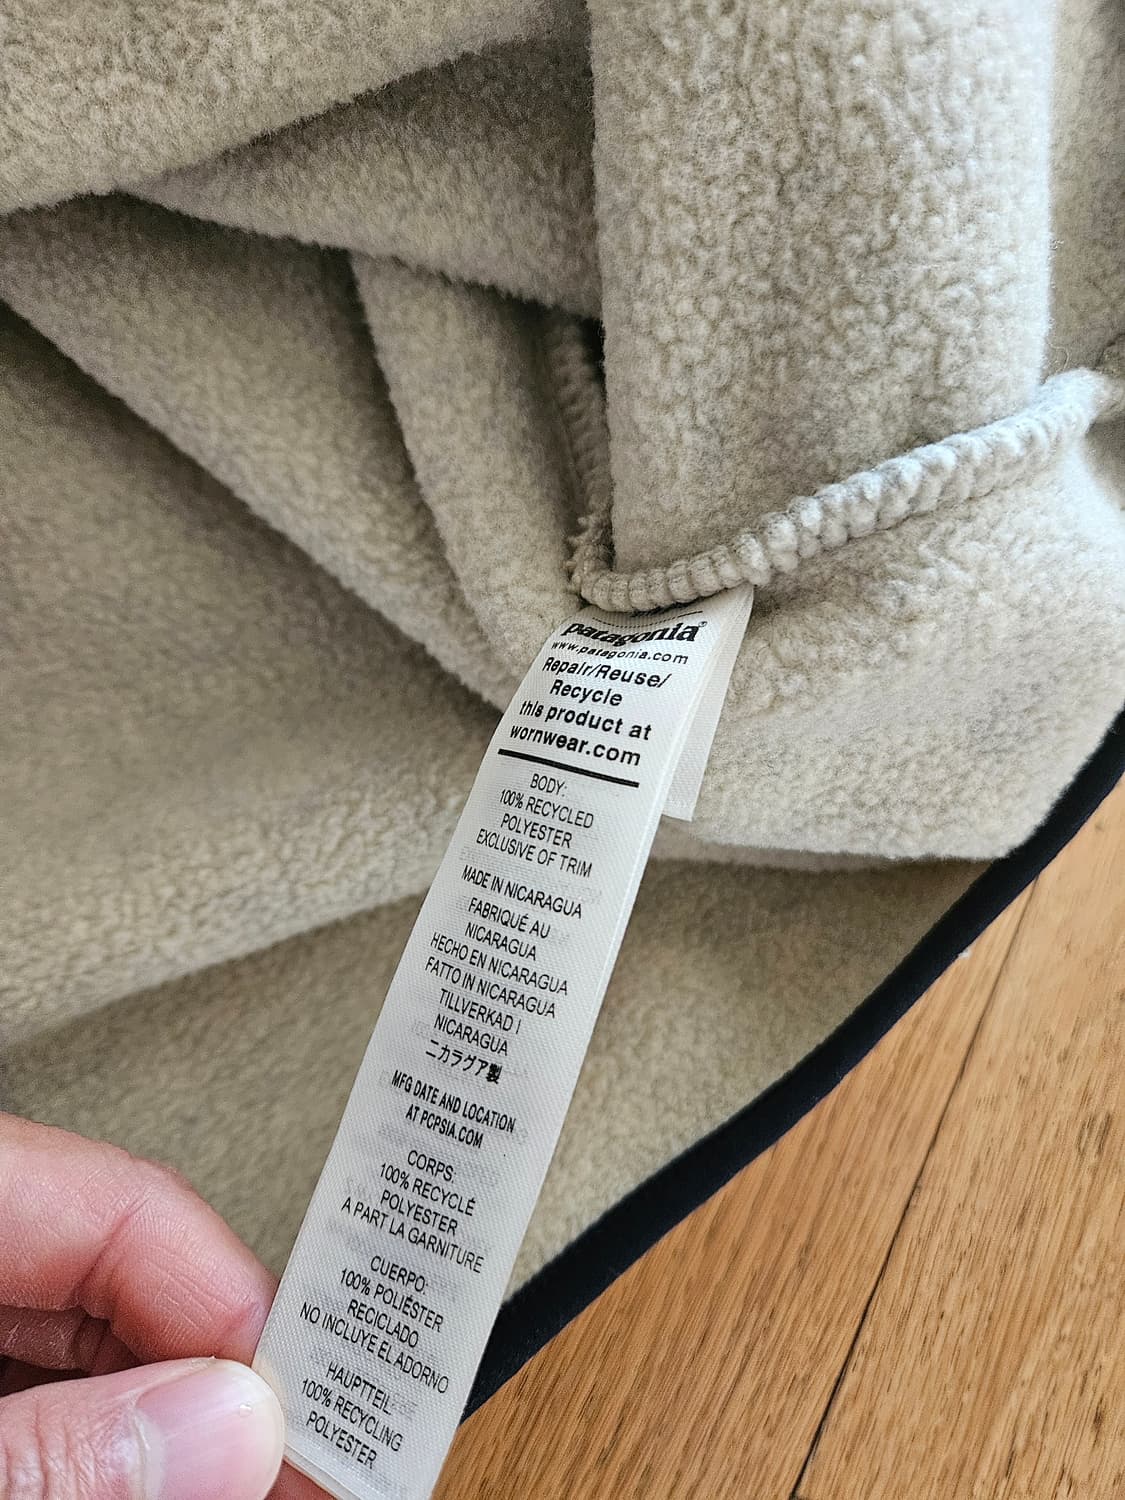 patagonia®
www.patagonia.com
Repair/Reuse/
Recycle
this product at
wornwear.com
BODY:
100% RECYCLED
POLYESTER
EXCLUSIVE OF TRIM
MADE IN NICARAGUA
FABRIQUÉ AU
NICARAGUA
HECHO EN NICARAGUA
FATTO IN NICARAGUA
TILLVERKAD I
NICARAGUA
ニカラグア製
MFG DATE AND LOCATION
AT PCPSIA.COM
CORPS:
100% RECYCLÉ
POLYESTER
A PART LA GARNITURE
CUERPO:
100% POLIÉSTER
RECICLADO
NO INCLUYE EL ADORNO
HAUPTTEIL:
100% RECYCLING
POLYESTER